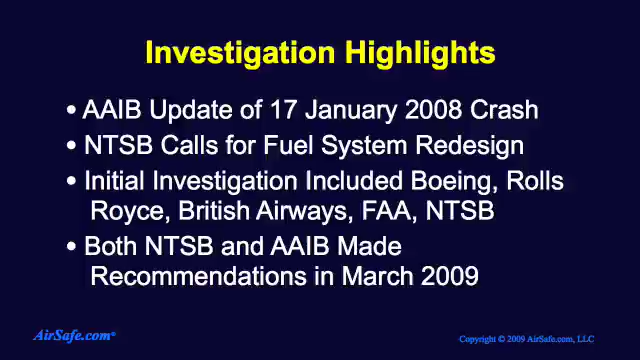 Investigation Highlights
• AAIB Update of 17 January 2008 Crash
• NTSB Calls for Fuel System Redesign
• Initial Investigation Included Boeing, Rolls
Royce, British Airways, FAA, NTSB
• Both NTSB and AAIB Made
Recommendations in March 2009
AirSafe.com®
Copyright © 2009 AirSafe.com, LLC